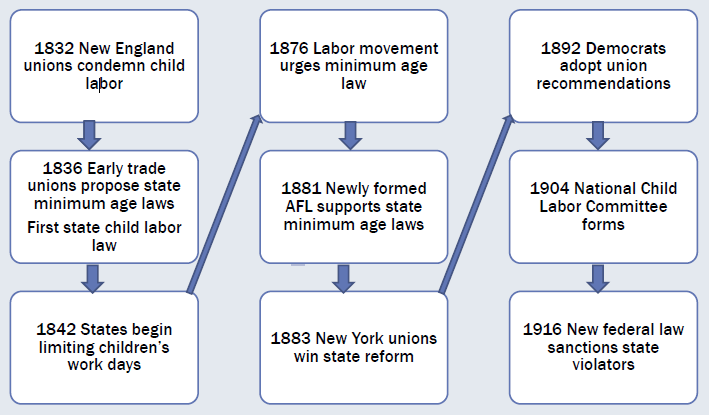 1832 New England
unions condemn child
labor
1836 Early trade
unions propose state
minimum age laws
First state child labor
law
1842 States begin
limiting children’s
work days
1876 Labor movement
urges minimum age
law
1881 Newly formed
AFL supports state
minimum age laws
1883 New York unions
win state reform
1892 Democrats
adopt union
recommendations
1904 National Child
Labor Committee
forms
1916 New federal law
sanctions state
violators